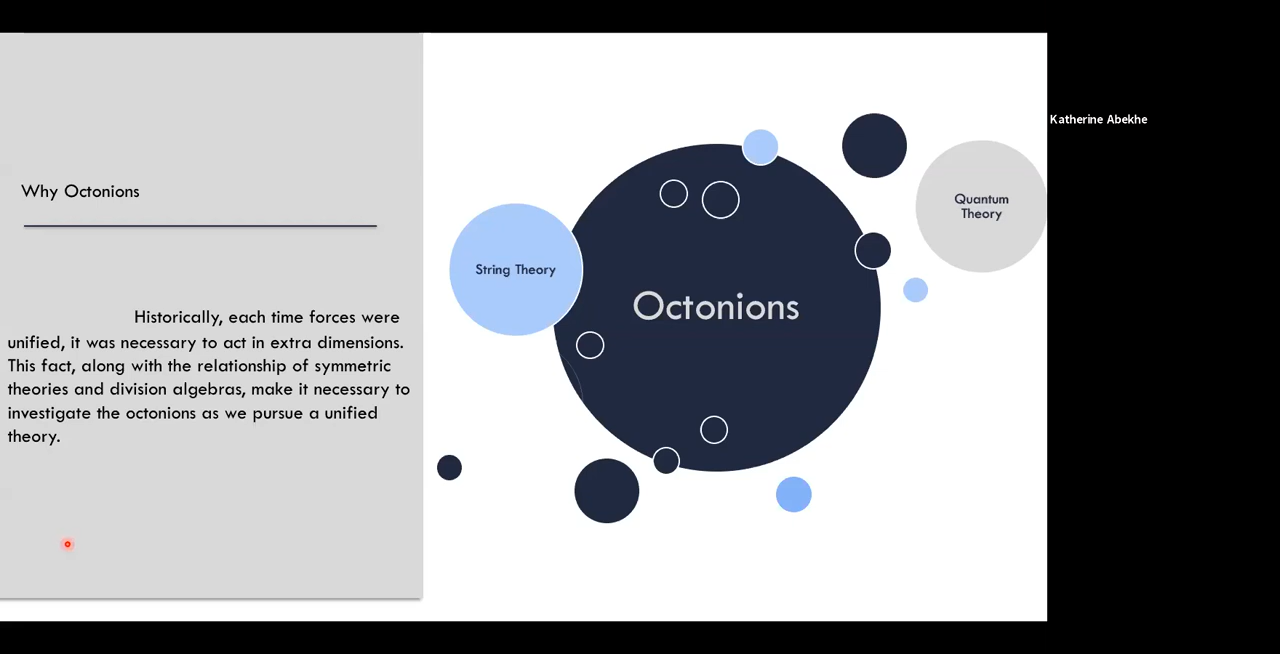 Why Octonions
Historically, each time forces were
unified, it was necessary to act in extra dimensions.
This fact, along with the relationship of symmetric
theories and division algebras, make it necessary to
investigate the octonions as we pursue a unified
theory.
String Theory
Octonions
Quantum
Theory
Katherine Abekhe